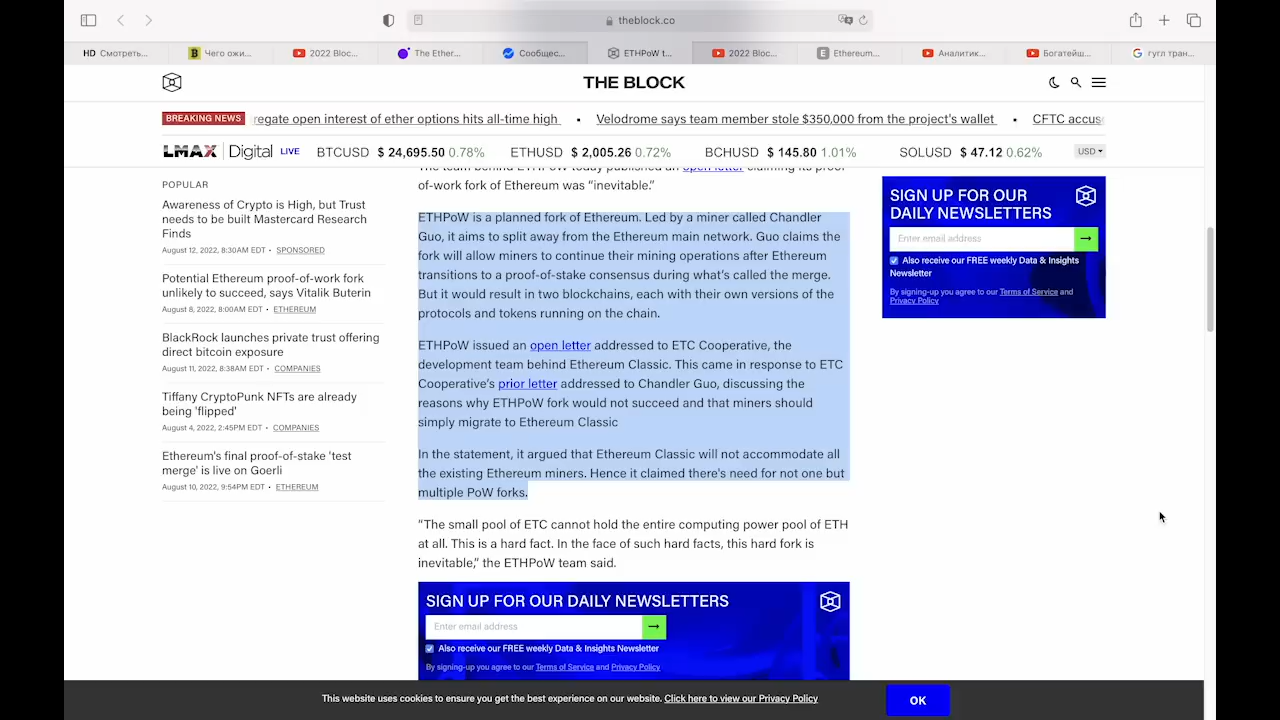 theblock.co
HD Смотреть...
Чего ожи...
2022 Bloc...
The Ether...
Сообщес...
ETHPoW t...
2022 Bloc...
Ethereum...
Аналитик...
Богатейш...
гугл тран...
THE BLOCK
BREAKING NEWS
egate open interest of ether options hits all-time high
Velodrome says team member stole $350,000 from the project's wallet
CFTC accus
LMAX Digital LIVE BTCUSD $ 24,695.50 0.78% ETHUSD $ 2,005.26 0.72% BCHUSD $ 145.80 1.01% SOLUSD $ 47.12 0.62% USD
POPULAR
Awareness of Crypto is High, but Trust
needs to be built Mastercard Research
Finds
August 12, 2022, 8:30AM EDT • SPONSORED
Potential Ethereum proof-of-work fork
unlikely to succeed, says Vitalik Buterin
August 8, 2022, 8:00AM EDT • ETHEREUM
BlackRock launches private trust offering
direct bitcoin exposure
August 11, 2022, 8:38AM EDT • COMPANIES
Tiffany CryptoPunk NFTs are already
being 'flipped'
August 4, 2022, 2:45PM EDT • COMPANIES
Ethereum's final proof-of-stake 'test
merge' is live on Goerli
August 10, 2022, 9:54PM EDT • ETHEREUM
The team behind ETHPoW today published an open letter claiming its proof-
of-work fork of Ethereum was “inevitable.”
ETHPoW is a planned fork of Ethereum. Led by a miner called Chandler
Guo, it aims to split away from the Ethereum main network. Guo claims the
fork will allow miners to continue their mining operations after Ethereum
transitions to a proof-of-stake consensus during what’s called the merge.
But it would result in two blockchains, each with their own versions of the
protocols and tokens running on the chain.
ETHPoW issued an open letter addressed to ETC Cooperative, the
development team behind Ethereum Classic. This came in response to ETC
Cooperative’s prior letter addressed to Chandler Guo, discussing the
reasons why ETHPoW fork would not succeed and that miners should
simply migrate to Ethereum Classic
In the statement, it argued that Ethereum Classic will not accommodate all
the existing Ethereum miners. Hence it claimed there's need for not one but
multiple PoW forks.
“The small pool of ETC cannot hold the entire computing power pool of ETH
at all. This is a hard fact. In the face of such hard facts, this hard fork is
inevitable,” the ETHPoW team said.
SIGN UP FOR OUR DAILY NEWSLETTERS
Enter email address
Also receive our FREE weekly Data & Insights Newsletter
By signing-up you agree to our Terms of Service and Privacy Policy
SIGN UP FOR OUR
DAILY NEWSLETTERS
Enter email address
Also receive our FREE weekly Data & Insights
Newsletter
By signing-up you agree to our Terms of Service and
Privacy Policy
This website uses cookies to ensure you get the best experience on our website. Click here to view our Privacy Policy
OK